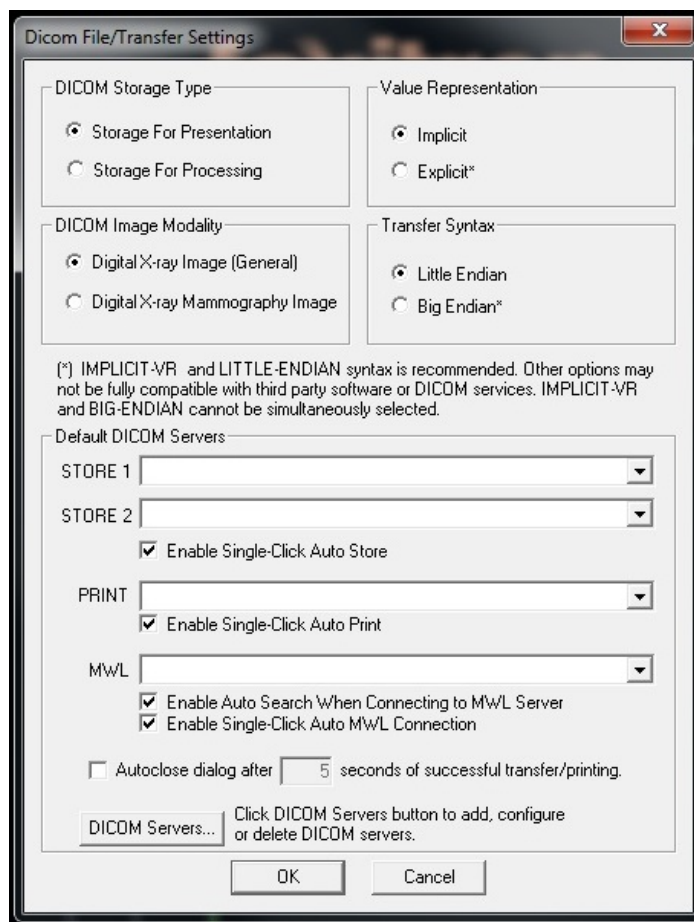 Dicom File/Transfer Settings
DICOM Storage Type
Storage For Presentation
Storage For Processing
Value Representation
Implicit
Explicit*
DICOM Image Modality
Digital X-ray Image (General)
Digital X-ray Mammography Image
Transfer Syntax
Little Endian
Big Endian*
(*) IMPLICIT-VR and LITTLE-ENDIAN syntax is recommended. Other options may
not be fully compatible with third party software or DICOM services. IMPLICIT-VR
and BIG-ENDIAN cannot be simultaneously selected.
Default DICOM Servers
STORE 1
STORE 2
Enable Single-Click Auto Store
PRINT
Enable Single-Click Auto Print
MWL
Enable Auto Search When Connecting to MWL Server
Enable Single-Click Auto MWL Connection
Autoclose dialog after 5 seconds of successful transfer/printing.
DICOM Servers...
Click DICOM Servers button to add, configure
or delete DICOM servers.
OK
Cancel